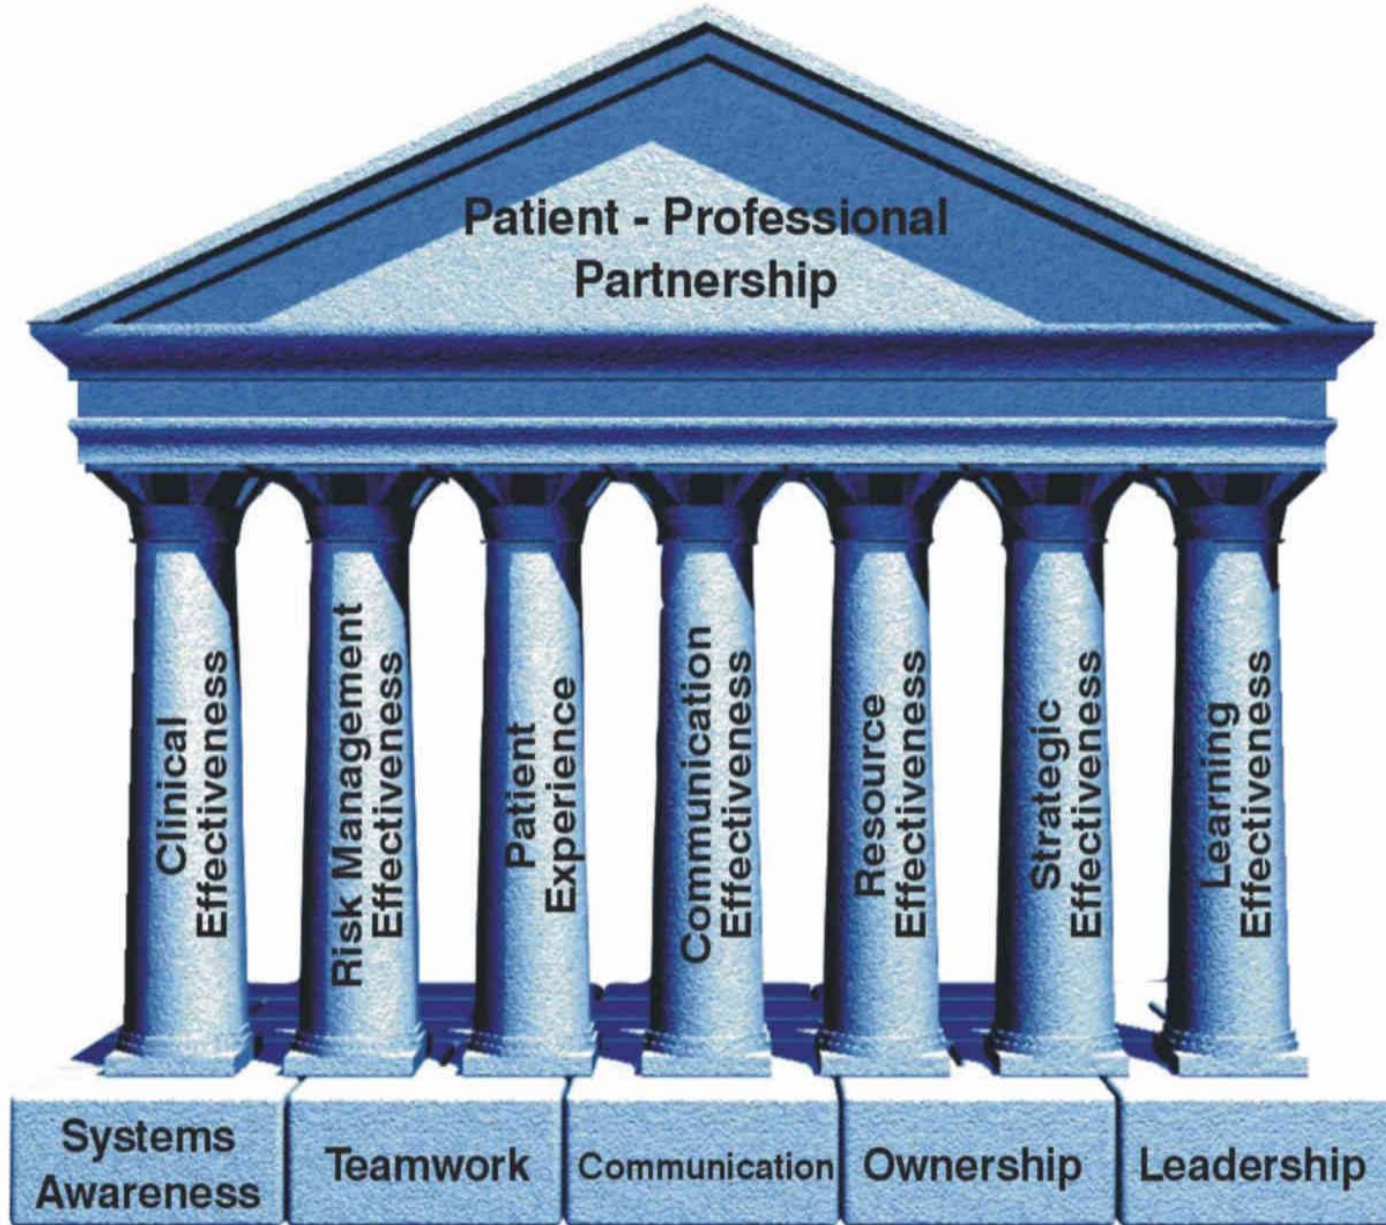 Patient - Professional
Partnership
Clinical
Effectiveness
Risk Management
Effectiveness
Patient
Experience
Communication
Effectiveness
Resource
Effectiveness
Strategic
Effectiveness
Learning
Effectiveness
Systems
Awareness
Teamwork
Communication
Ownership
Leadership